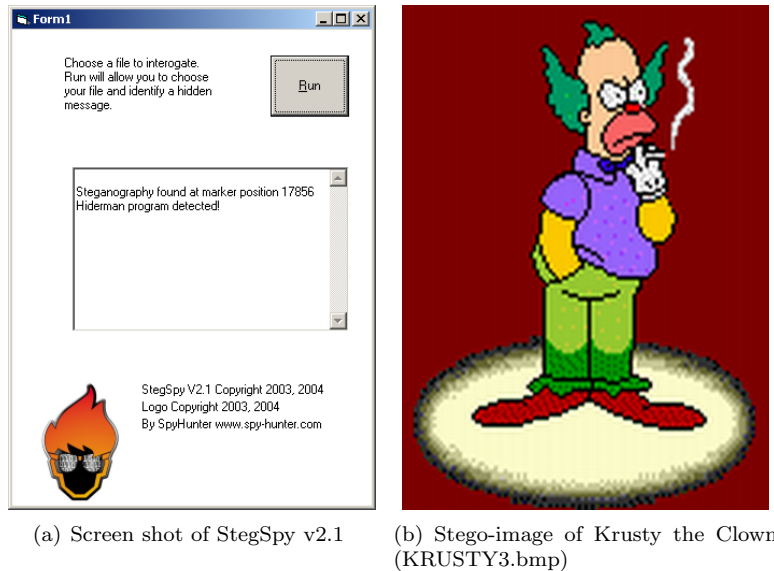 Form1
Choose a file to interogate.
Run will allow you to choose
your file and identify a hidden
message.
Run
Steganography found at marker position 17856
Hiderman program detected!
StegSpy V2.1 Copyright 2003, 2004
Logo Copyright 2003, 2004
By SpyHunter www.spy-hunter.com
(a) Screen shot of StegSpy v2.1
(b) Stego-image of Krusty the Clown
(KRUSTY3.bmp)